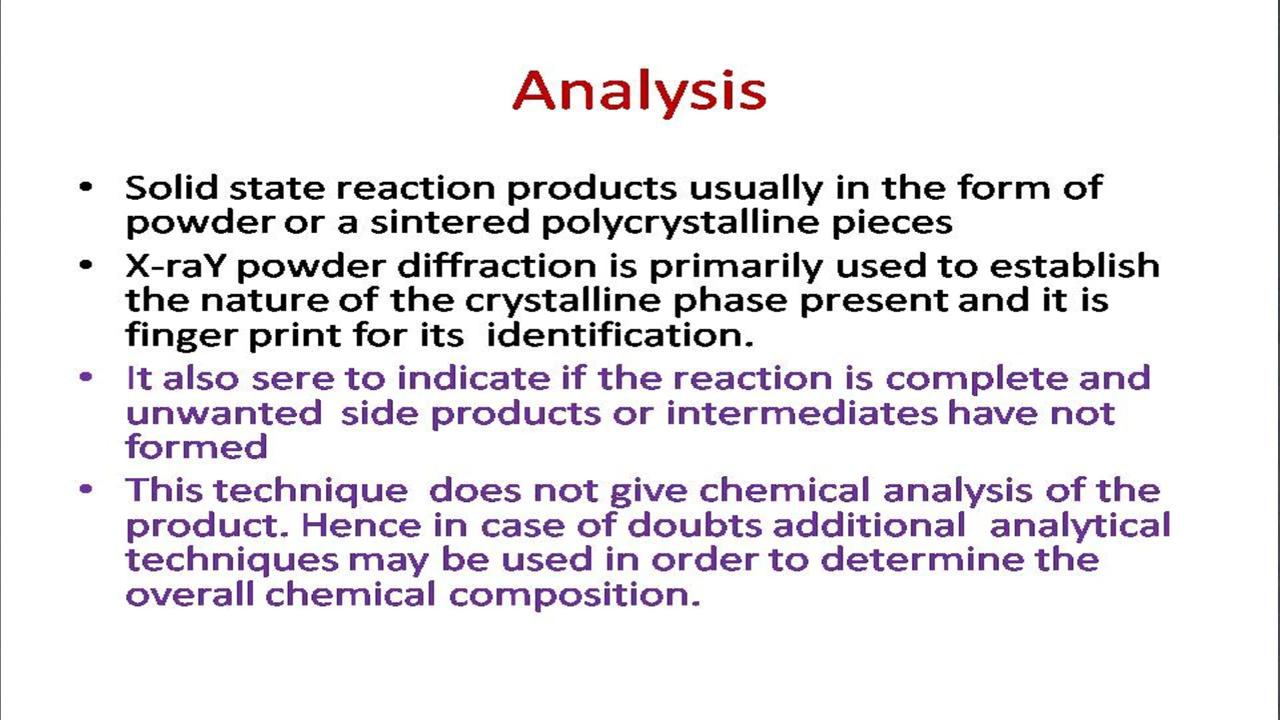 Analysis
• Solid state reaction products usually in the form of
powder or a sintered polycrystalline pieces
• X-raY powder diffraction is primarily used to establish
the nature of the crystalline phase present and it is
finger print for its  identification.
• It also sere to indicate if the reaction is complete and
unwanted  side products or intermediates have not
formed
• This technique  does not give chemical analysis of the
product. Hence in case of doubts additional  analytical
techniques may be used in order to determine the
overall chemical composition.